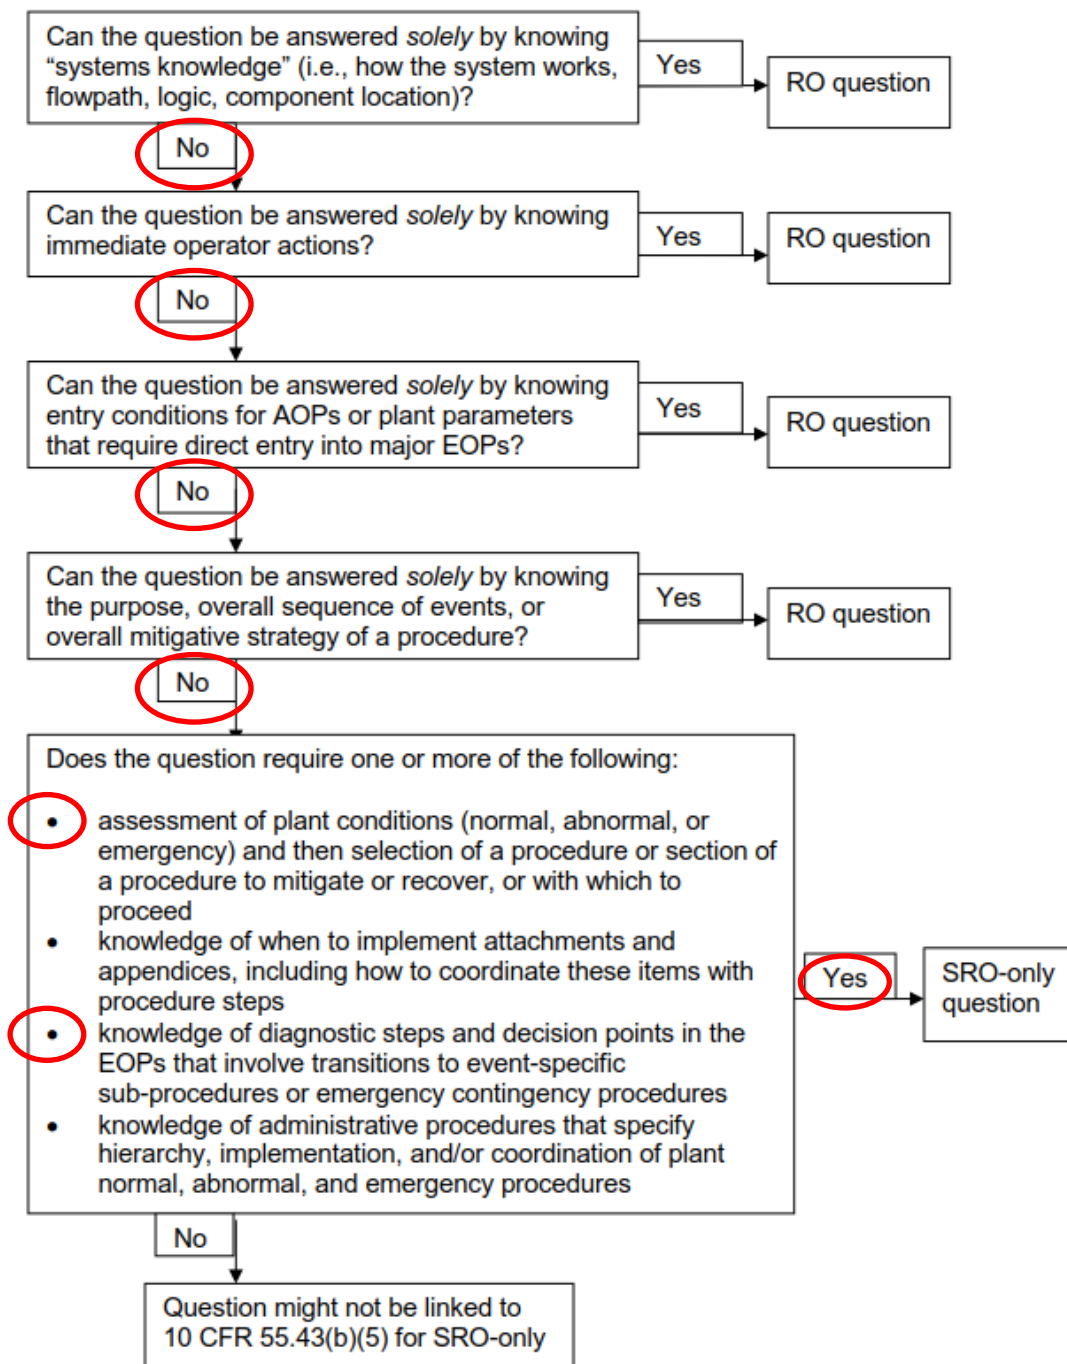 Can the question be answered solely by knowing
“systems knowledge” (i.e., how the system works,
flowpath, logic, component location)?
Yes
RO question
No
Can the question be answered solely by knowing
immediate operator actions?
Yes
RO question
No
Can the question be answered solely by knowing
entry conditions for AOPs or plant parameters
that require direct entry into major EOPs?
Yes
RO question
No
Can the question be answered solely by knowing
the purpose, overall sequence of events, or
overall mitigative strategy of a procedure?
Yes
RO question
No
Does the question require one or more of the following:
• assessment of plant conditions (normal, abnormal, or
emergency) and then selection of a procedure or section of
a procedure to mitigate or recover, or with which to
proceed
• knowledge of when to implement attachments and
appendices, including how to coordinate these items with
procedure steps
• knowledge of diagnostic steps and decision points in the
EOPs that involve transitions to event-specific
sub-procedures or emergency contingency procedures
• knowledge of administrative procedures that specify
hierarchy, implementation, and/or coordination of plant
normal, abnormal, and emergency procedures
Yes
SRO-only
question
No
Question might not be linked to
10 CFR 55.43(b)(5) for SRO-only